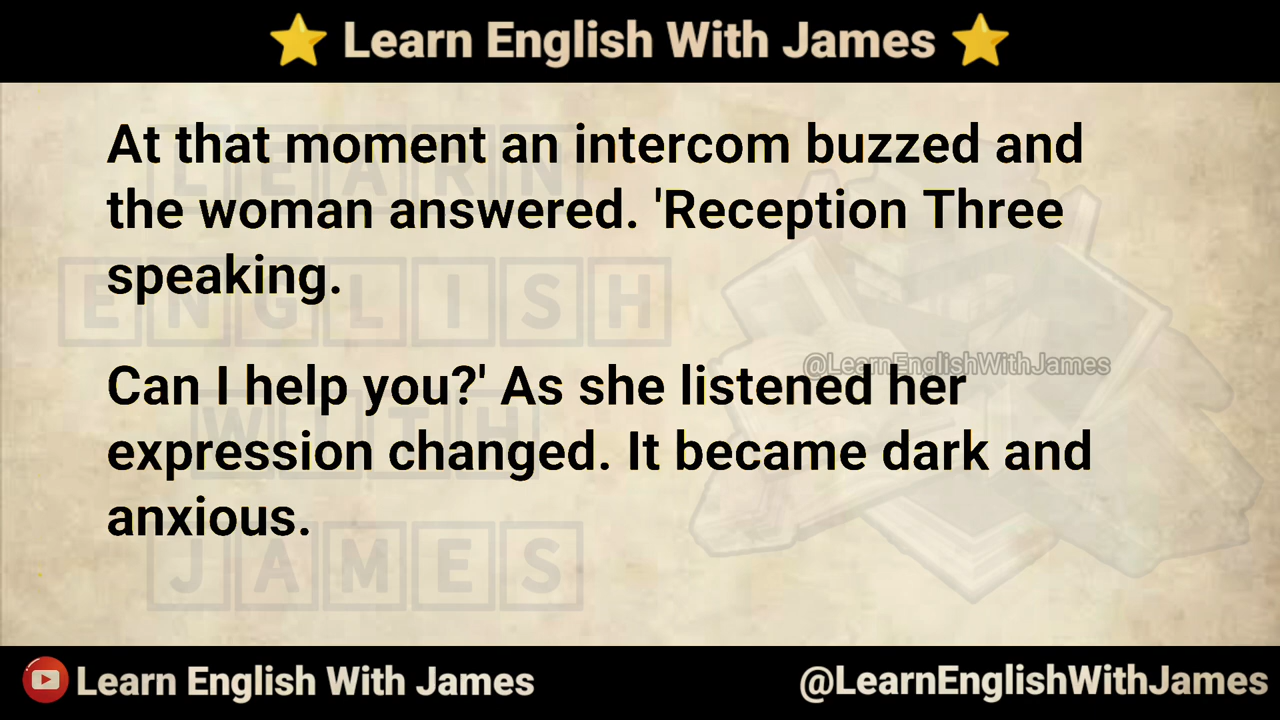 ⭐ Learn English With James ⭐
At that moment an intercom buzzed and
the woman answered. 'Reception Three
speaking.
Can I help you?' As she listened her
expression changed. It became dark and
anxious.
LEARN
ENGLISH
WITH
JAMES
@LearnEnglishWithJames
Learn English With James
@LearnEnglishWithJames